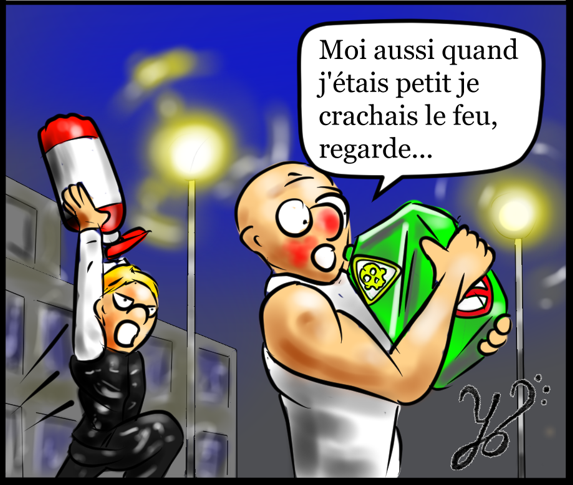 Moi aussi quand
j'étais petit je
crachais le feu,
regarde...